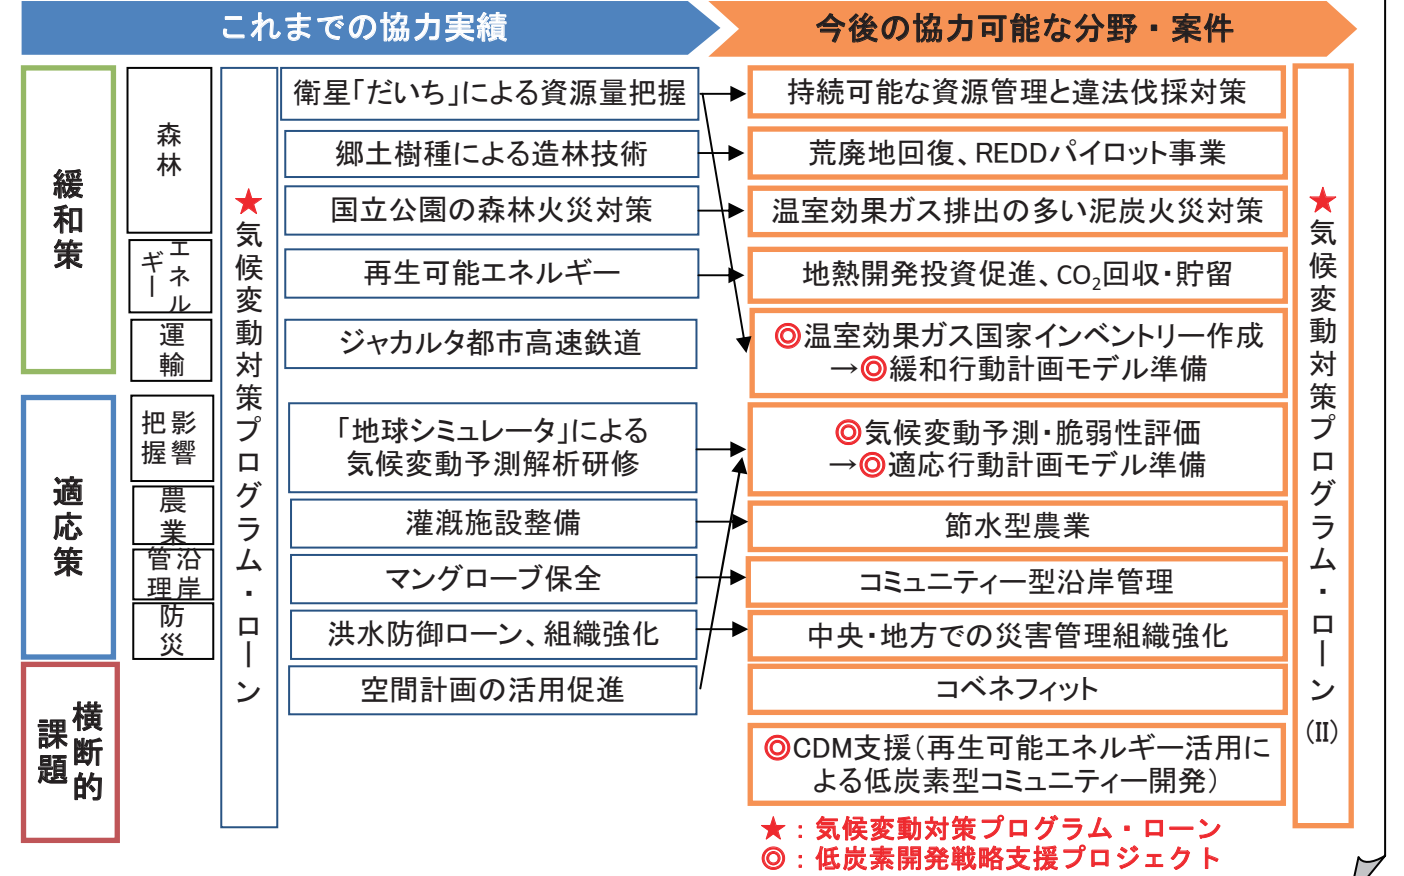 これまでの協力実績
今後の協力可能な分野・案件
緩和策
森林
エネルギー
運輸
適応策
影響把握
農業
沿岸管理
防災
横断的課題
★気候変動対策プログラム・ローン
衛星「だいち」による資源量把握
郷土樹種による造林技術
国立公園の森林火災対策
再生可能エネルギー
ジャカルタ都市高速鉄道
「地球シミュレータ」による
気候変動予測解析研修
灌漑施設整備
マングローブ保全
洪水防御ローン、組織強化
空間計画の活用促進
持続可能な資源管理と違法伐採対策
荒廃地回復、REDDパイロット事業
温室効果ガス排出の多い泥炭火災対策
地熱開発投資促進、CO₂回収・貯留
◎温室効果ガス国家インベントリー作成
→◎緩和行動計画モデル準備
◎気候変動予測・脆弱性評価
→◎適応行動計画モデル準備
節水型農業
コミュニティー型沿岸管理
中央・地方での災害管理組織強化
コベネフィット
◎CDM支援（再生可能エネルギー活用に
よる低炭素型コミュニティー開発）
★気候変動対策プログラム・ローン(II)
★：気候変動対策プログラム・ローン
◎：低炭素開発戦略支援プロジェクト